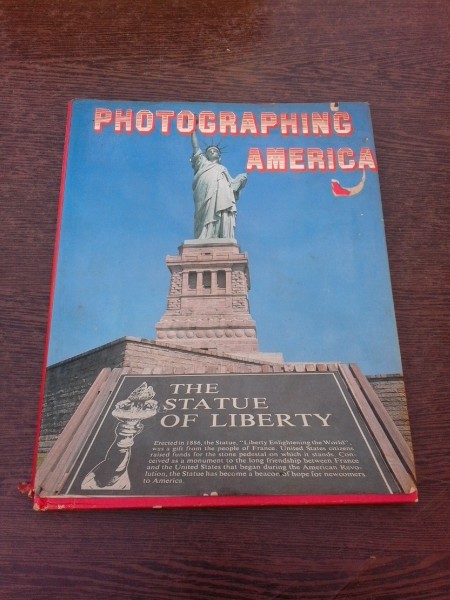 PHOTOGRAPHING
AMERICA
THE
STATUE
OF LIBERTY
Erected in 1886, the Statue, "Liberty Enlightening the World"
was a gift from the people of France. United States citizens
raised funds for the stone pedestal on which it stands. Con-
ceived as a monument to the long friendship between France
and the United States that began during the American Revo-
lution, the Statue has become a beacon of hope for newcomers
to America.